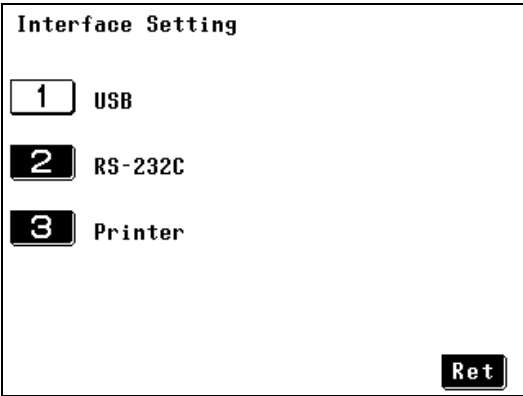 Interface Setting
1 USB
2 RS-232C
3 Printer
Ret